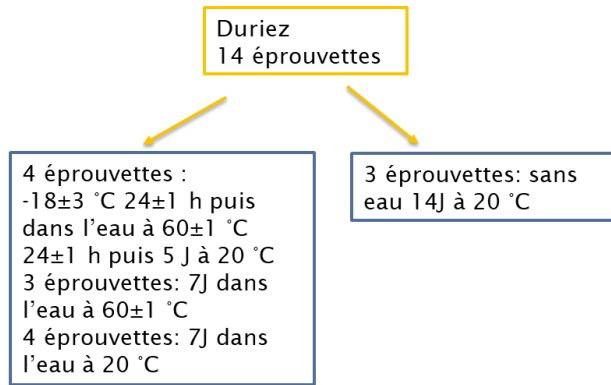 Duriez
14 éprouvettes
4 éprouvettes :
-18±3 °C 24±1 h puis
dans l'eau à 60±1 °C
24±1 h puis 5 J à 20 °C
3 éprouvettes: 7J dans
l'eau à 60±1 °C
4 éprouvettes: 7J dans
l'eau à 20 °C
3 éprouvettes: sans
eau 14J à 20 °C